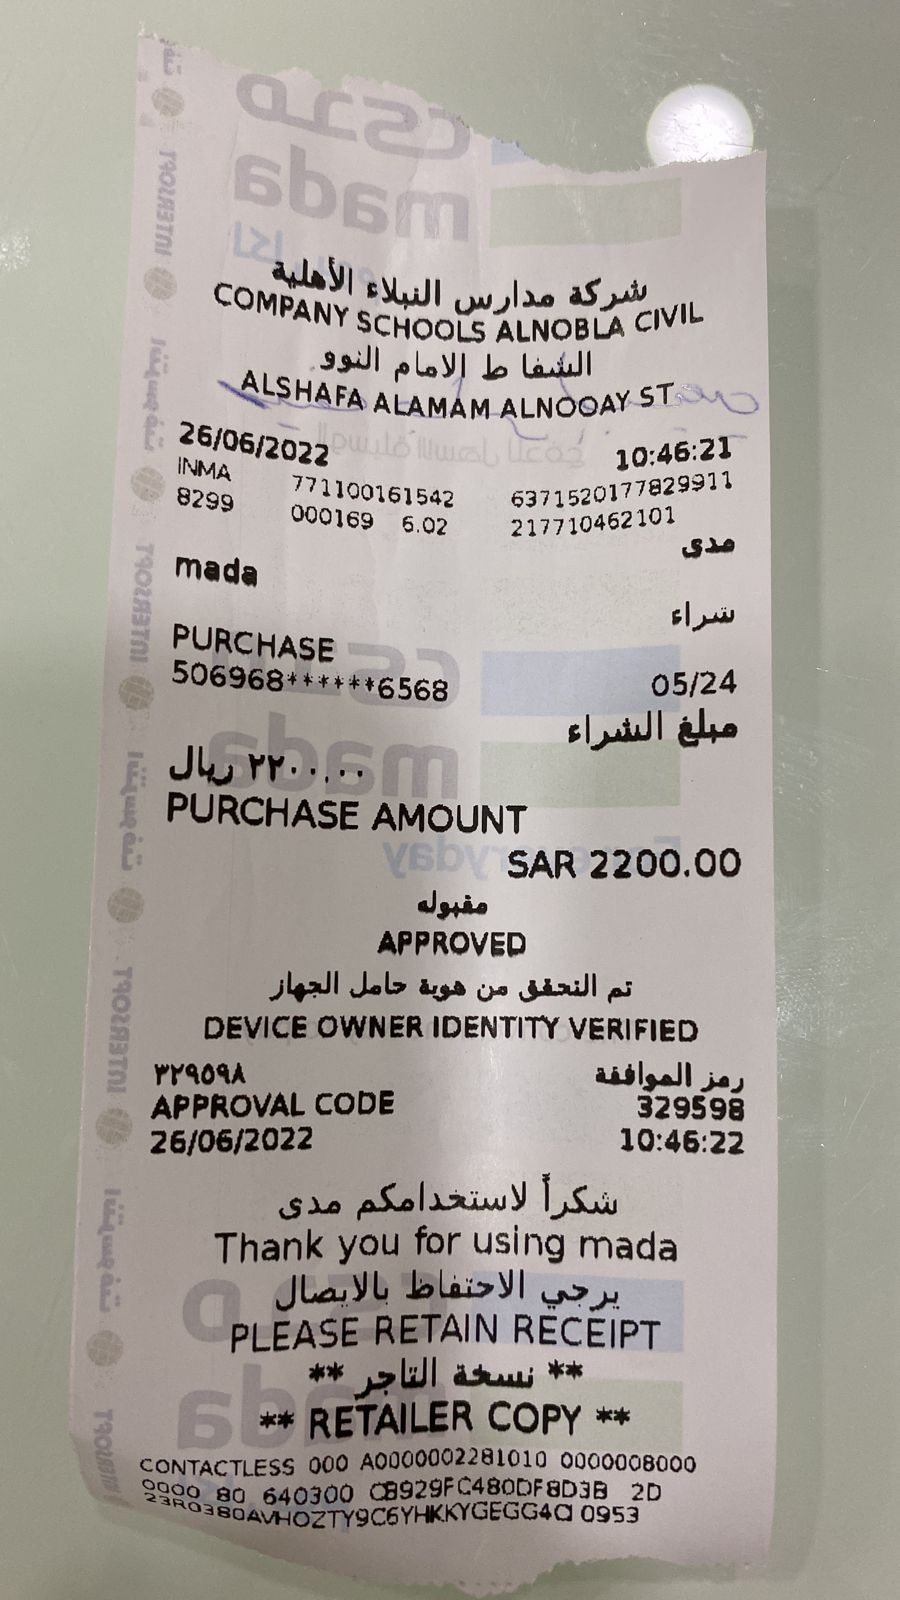 شركة مدارس النبلاء الأهلية
COMPANY SCHOOLS ALNOBLA CIVIL
الشفا ط الامام النوو
ALSHAFA ALAMAM ALNOOAY ST
26/06/2022 10:46:21
INMA 771100161542 6371520177829911
8299 000169 6.02 217710462101
مدى
mada
شراء
PURCHASE
506968******6568 05/24
مبلغ الشراء
٢٢٠٠.٠٠ ريال
PURCHASE AMOUNT
SAR 2200.00
مقبوله
APPROVED
تم التحقق من هوية حامل الجهاز
DEVICE OWNER IDENTITY VERIFIED
رمز الموافقة ٣٢٩٥٩٨
APPROVAL CODE 329598
26/06/2022 10:46:22
شكراً لاستخدامكم مدى
Thank you for using mada
يرجي الاحتفاظ بالايصال
PLEASE RETAIN RECEIPT
** نسخة التاجر **
** RETAILER COPY **
CONTACTLESS 000 A0000002281010 0000008000
0000 80 640300 CB929FC480DF8D3B 2D
23R0380AVHOZTY9C6YHKKYGEGG4CI 0953